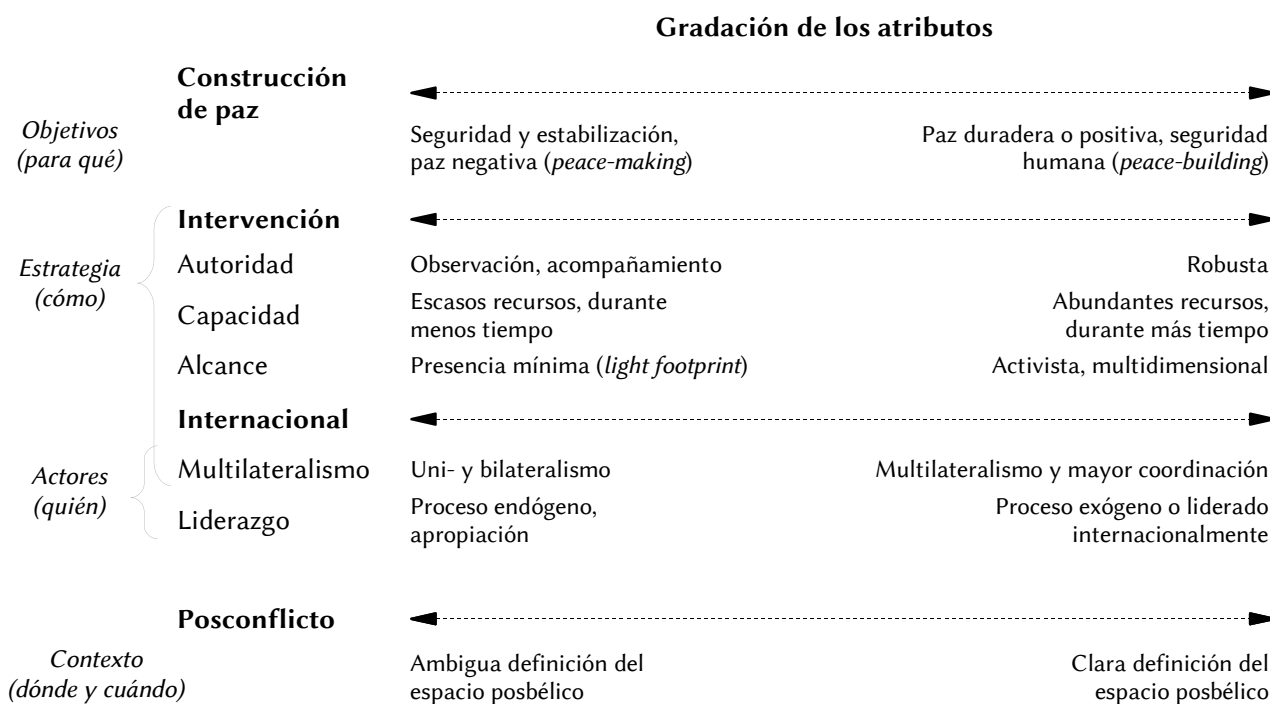 Gradación de los atributos
Construcción
de paz
Objetivos
(para qué)
Seguridad y estabilización,
paz negativa (peace-making)
Paz duradera o positiva, seguridad
humana (peace-building)
Intervención
Estrategia
(cómo)
Autoridad
Observación, acompañamiento
Robusta
Capacidad
Escasos recursos, durante
menos tiempo
Abundantes recursos,
durante más tiempo
Alcance
Presencia mínima (light footprint)
Activista, multidimensional
Internacional
Actores
(quién)
Multilateralismo
Uni- y bilateralismo
Multilateralismo y mayor coordinación
Liderazgo
Proceso endógeno,
apropiación
Proceso exógeno o liderado
internacionalmente
Posconflicto
Contexto
(dónde y cuándo)
Ambigua definición del
espacio posbélico
Clara definición del
espacio posbélico